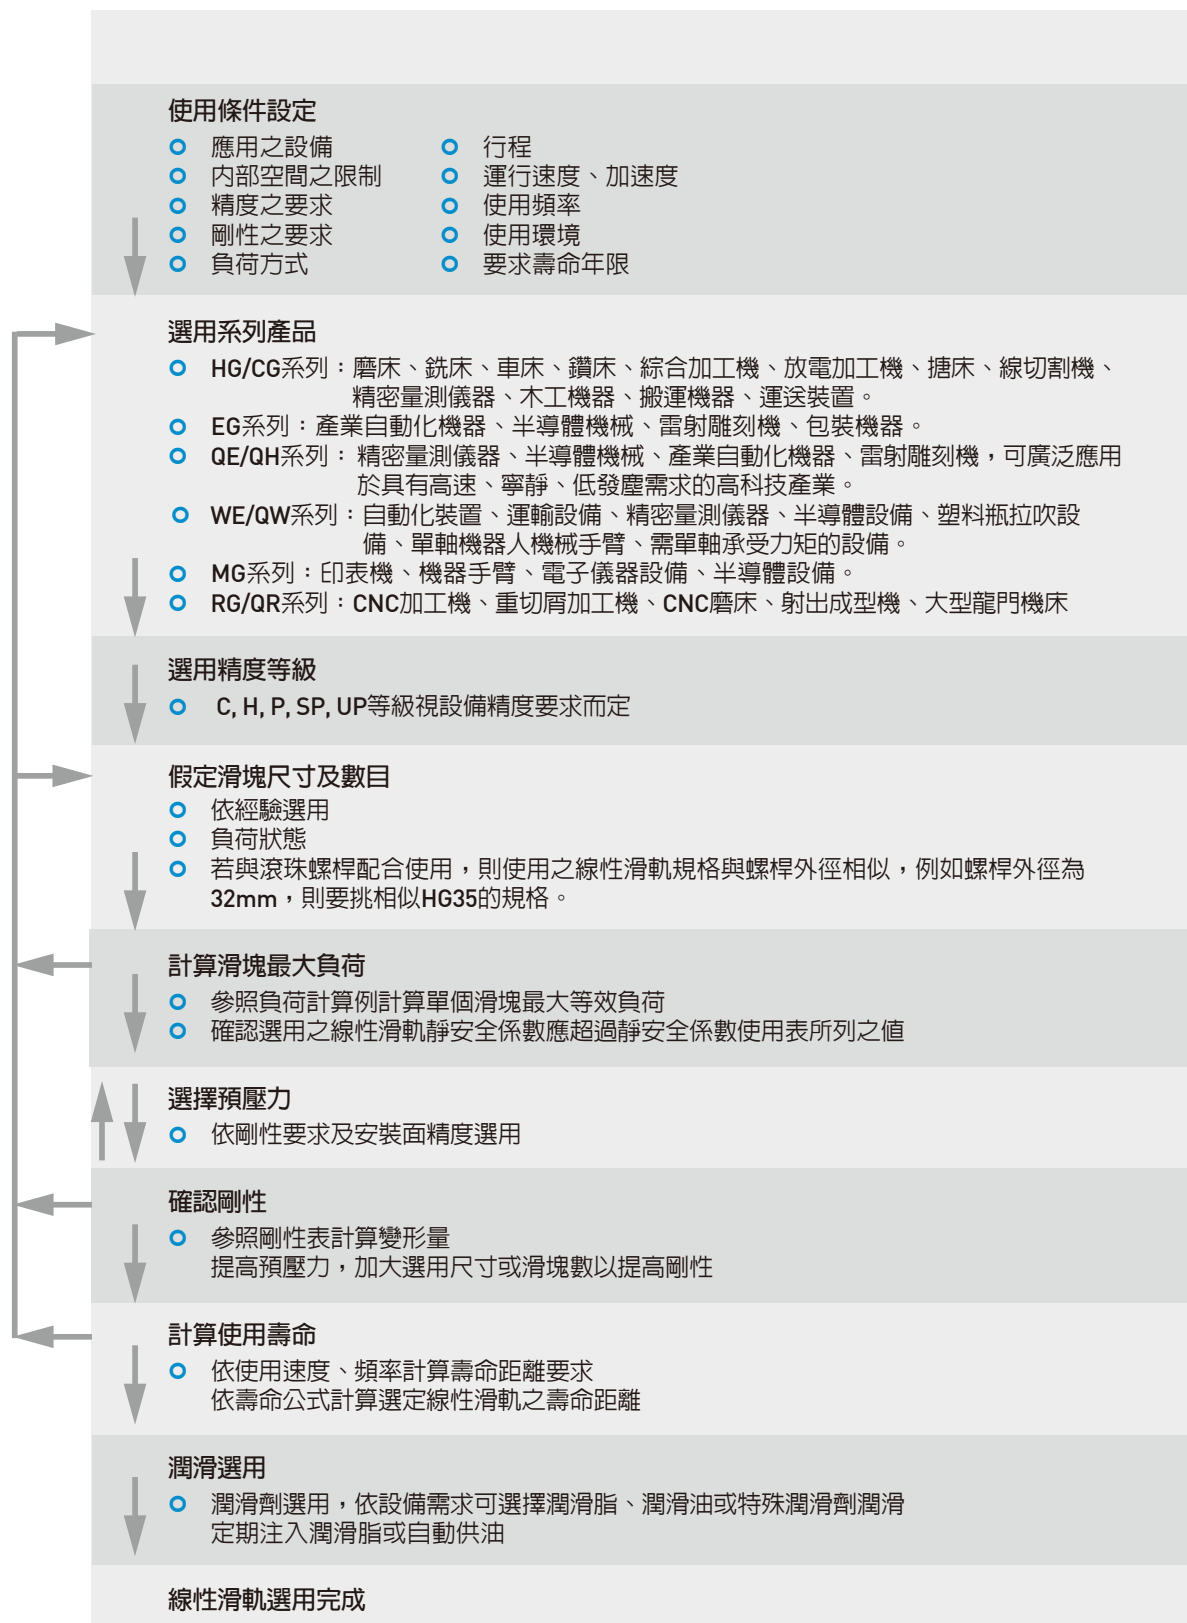 使用條件設定
應用之設備
內部空間之限制
精度之要求
剛性之要求
負荷方式
行程
運行速度、加速度
使用頻率
使用環境
要求壽命年限
選用系列產品
HG/CG系列：磨床、銑床、車床、鑽床、綜合加工機、放電加工機、搪床、線切割機、
精密量測儀器、木工機器、搬運機器、運送裝置。
EG系列：產業自動化機器、半導體機械、雷射雕刻機、包裝機器。
QE/QH系列：精密量測儀器、半導體機械、產業自動化機器、雷射雕刻機，可廣泛應用
於具有高速、寧靜、低發塵需求的高科技產業。
WE/QW系列：自動化裝置、運輸設備、精密量測儀器、半導體設備、塑料瓶拉吹設
備、單軸機器人機械手臂、需單軸承受力矩的設備。
MG系列：印表機、機器手臂、電子儀器設備、半導體設備。
RG/QR系列：CNC加工機、重切屑加工機、CNC磨床、射出成型機、大型龍門機床
選用精度等級
C, H, P, SP, UP等級視設備精度要求而定
假定滑塊尺寸及數目
依經驗選用
負荷狀態
若與滾珠螺桿配合使用，則使用之線性滑軌規格與螺桿外徑相似，例如螺桿外徑為
32mm，則要挑相似HG35的規格。
計算滑塊最大負荷
參照負荷計算例計算單個滑塊最大等效負荷
確認選用之線性滑軌靜安全係數應超過靜安全係數使用表所列之值
選擇預壓力
依剛性要求及安裝面精度選用
確認剛性
參照剛性表計算變形量
提高預壓力，加大選用尺寸或滑塊數以提高剛性
計算使用壽命
依使用速度、頻率計算壽命距離要求
依壽命公式計算選定線性滑軌之壽命距離
潤滑選用
潤滑劑選用，依設備需求可選擇潤滑脂、潤滑油或特殊潤滑劑潤滑
定期注入潤滑脂或自動供油
線性滑軌選用完成